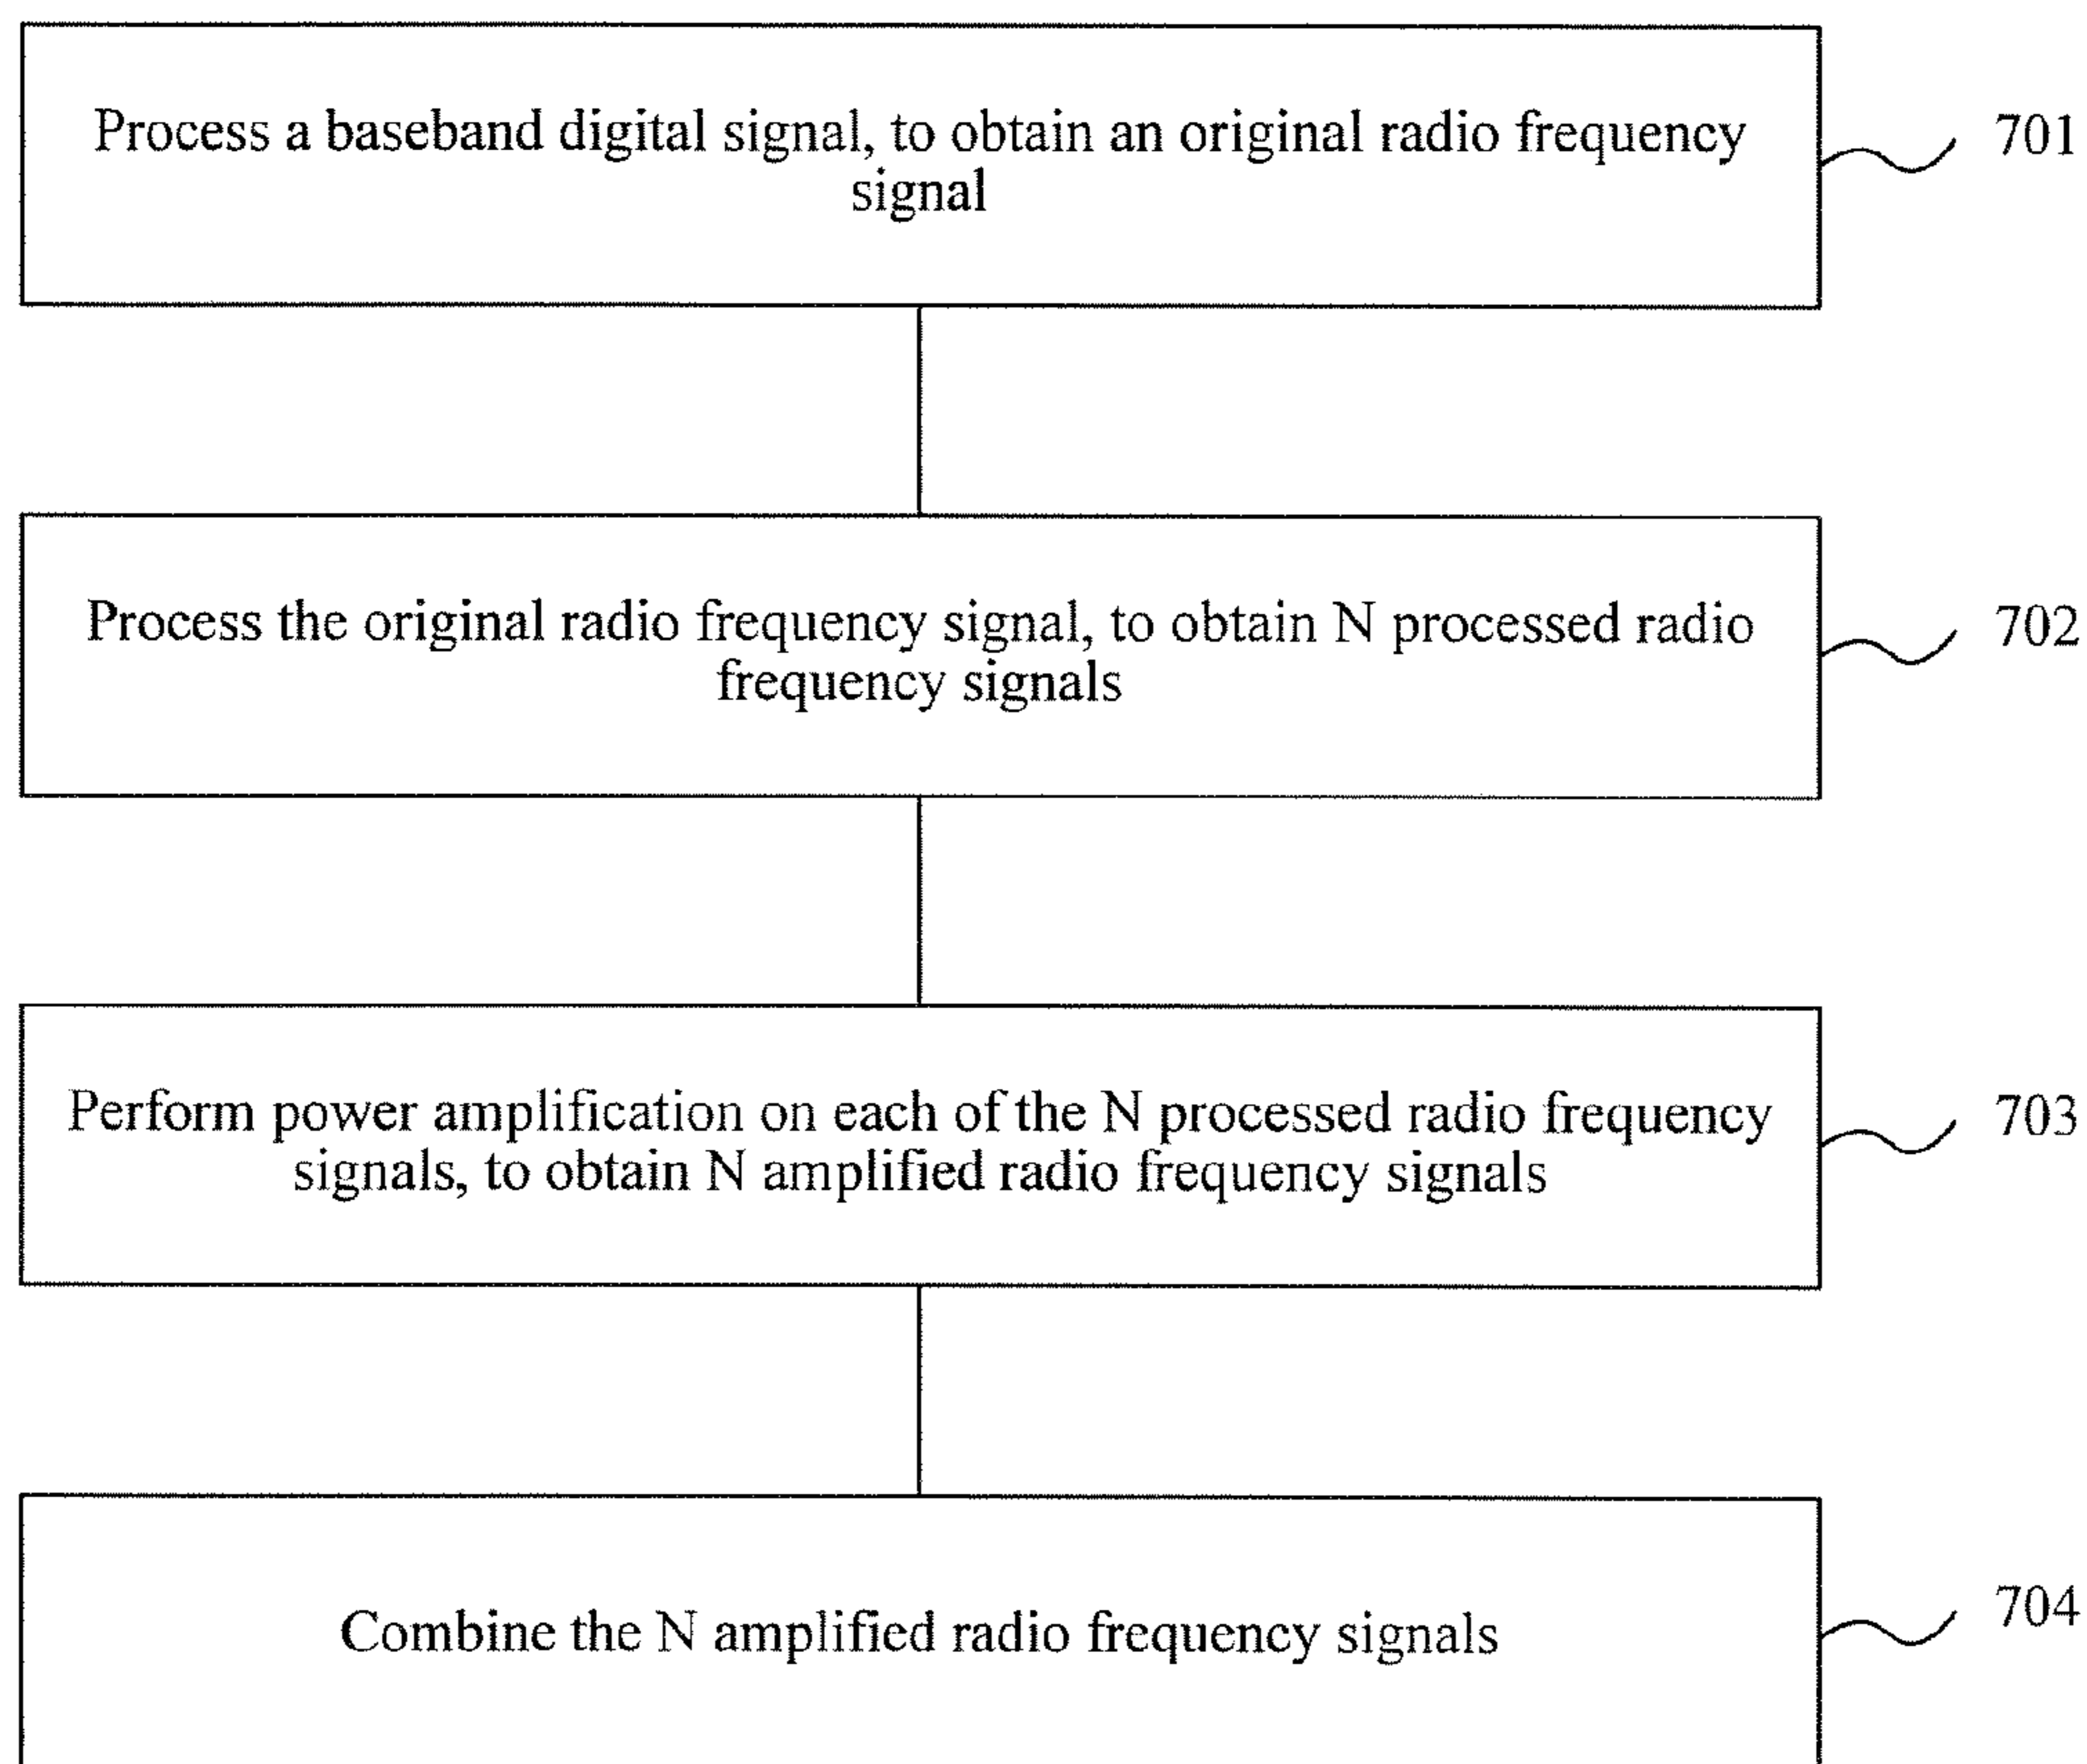 Process a baseband digital signal, to obtain an original radio frequency
signal
701
Process the original radio frequency signal, to obtain N processed radio
frequency signals
702
Perform power amplification on each of the N processed radio frequency
signals, to obtain N amplified radio frequency signals
703
Combine the N amplified radio frequency signals
704